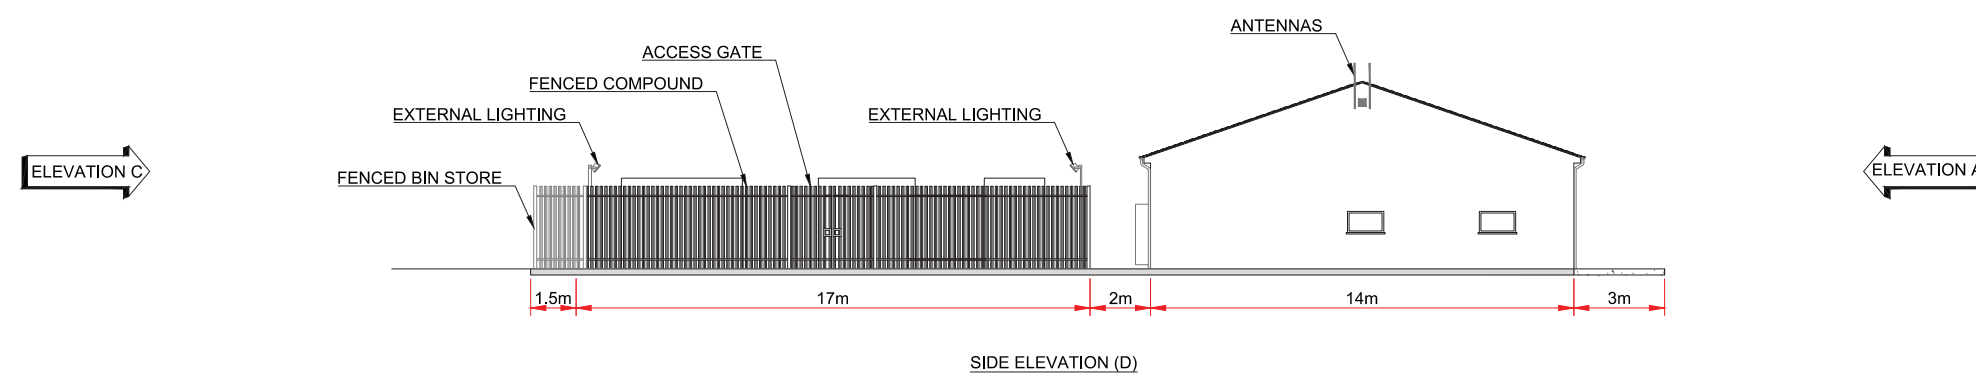 ANTENNAS
ACCESS GATE
FENCED COMPOUND
EXTERNAL LIGHTING
EXTERNAL LIGHTING
ELEVATION C
ELEVATION A
FENCED BIN STORE
1.5m
17m
2m
14m
3m
SIDE ELEVATION (D)